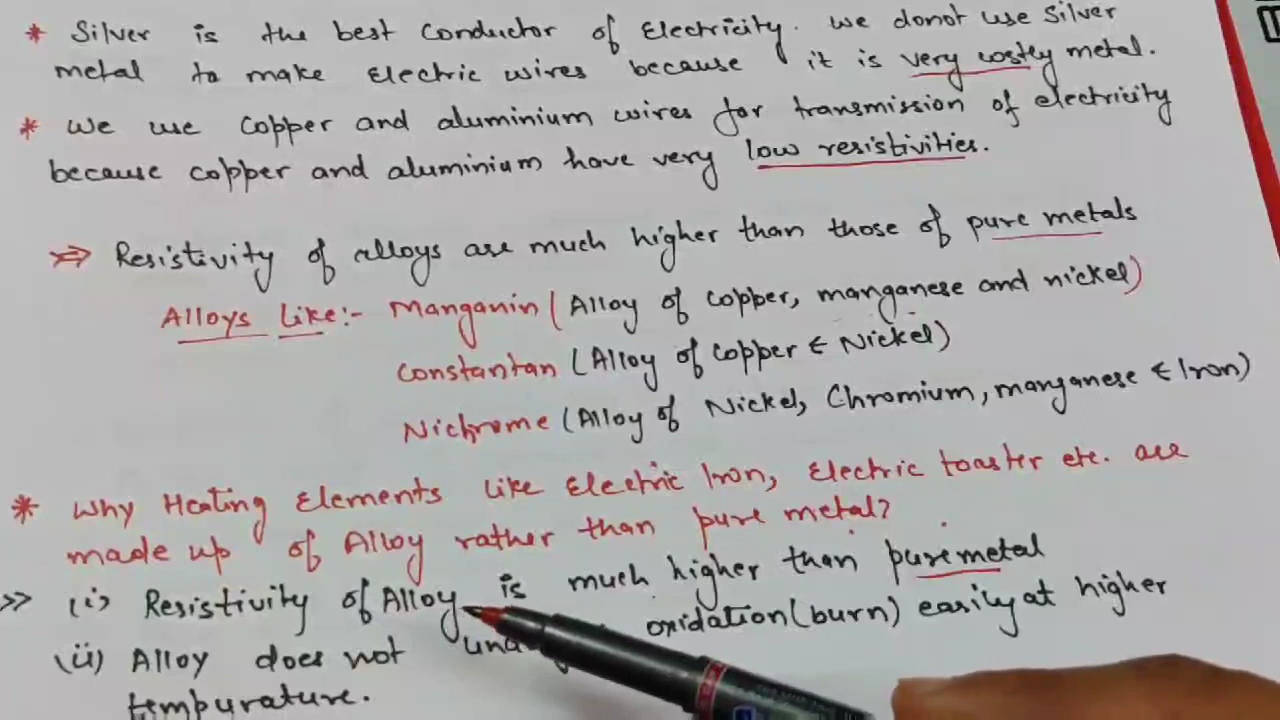 * Silver is the best conductor of Electricity. we donot use silver
metal to make Electric wires because it is very costly metal.
* We use copper and aluminium wires for transmission of electricity
because copper and aluminium have very low resistivities.
⇒ Resistivity of alloys are much higher than those of pure metals
Alloys Like:- Manganin (Alloy of copper, manganese and nickel)
Constantan (Alloy of copper & Nickel)
Nichrome (Alloy of Nickel, Chromium, manganese & Iron)
* Why Heating Elements like Electric Iron, Electric toaster etc. are
made up of Alloy rather than pure metal?
>> (i) Resistivity of Alloy is much higher than pure metal
(ii) Alloy does not oxidation (burn) easily at higher
tempurature.